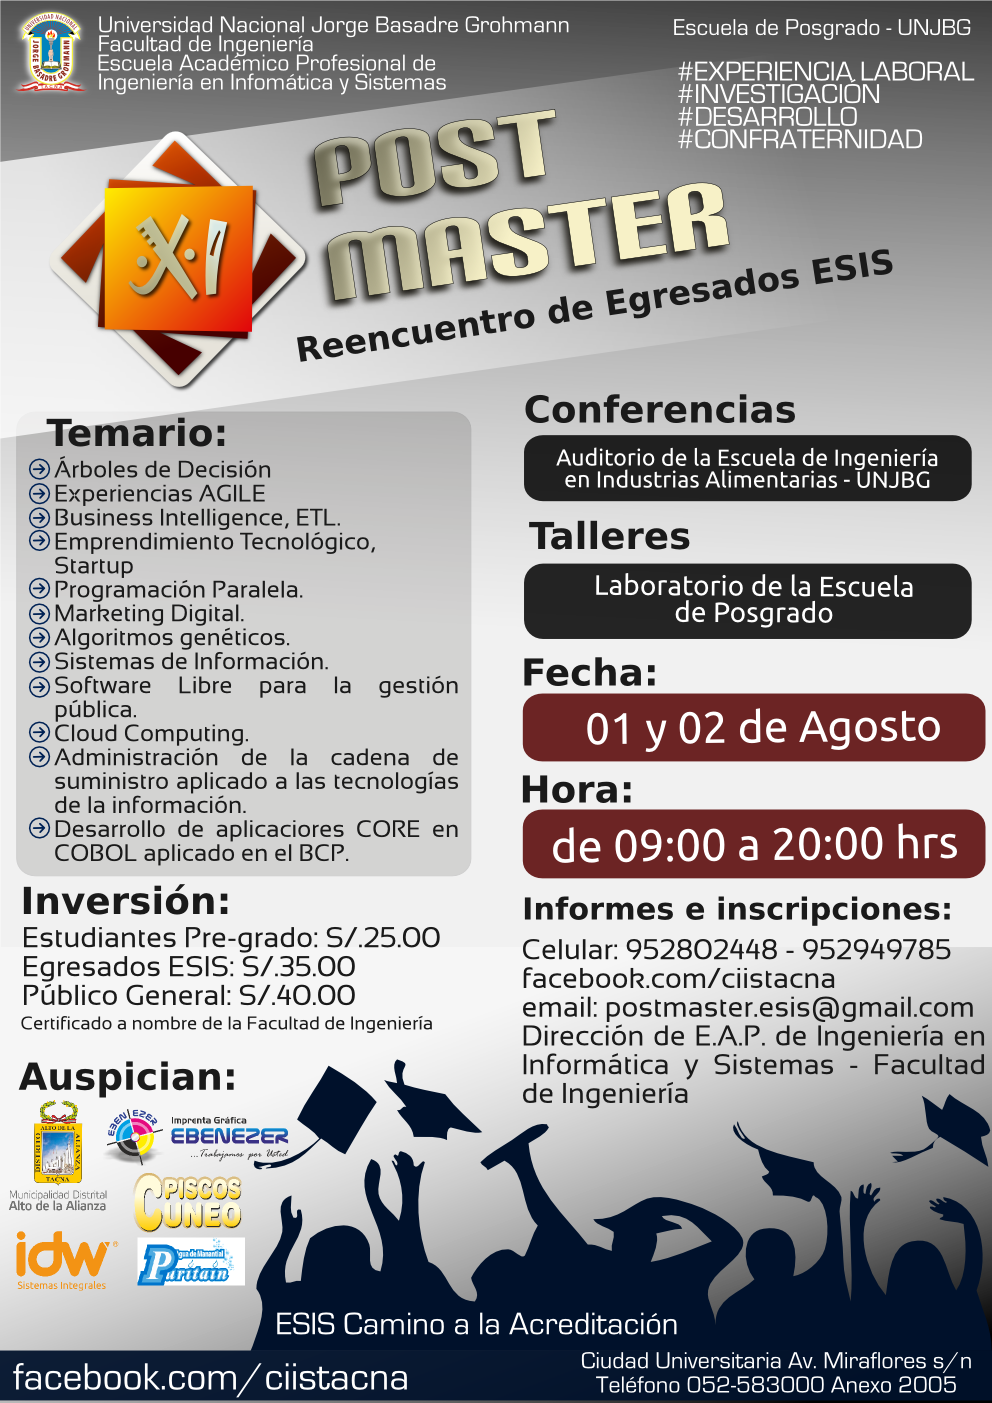 Universidad Nacional Jorge Basadre Grohmann
Facultad de Ingeniería
Escuela Académico Profesional de
Ingeniería en Infomática y Sistemas
Escuela de Posgrado - UNJBG
#EXPERIENCIA LABORAL
#INVESTIGACIÓN
#DESARROLLO
#CONFRATERNIDAD
JORGE BASADRE GROHMANN
TACNA
XI
POST
MASTER
Reencuentro de Egresados ESIS
Temario:
Árboles de Decisión
Experiencias AGILE
Business Intelligence, ETL.
Emprendimiento Tecnológico,
Startup
Programación Paralela.
Marketing Digital.
Algoritmos genéticos.
Sistemas de Información.
Software Libre para la gestión
pública.
Cloud Computing.
Administración de la cadena de
suministro aplicado a las tecnologías
de la información.
Desarrollo de aplicaciores CORE en
COBOL aplicado en el BCP.
Inversión:
Estudiantes Pre-grado: S/.25.00
Egresados ESIS: S/.35.00
Público General: S/.40.00
Certificado a nombre de la Facultad de Ingeniería
Auspician:
ALTO DE LA
DISTRITO
ALIANZA
TACNA
Municipalidad Distrital
Alto de la Alianza
EBEN EZER
Imprenta Gráfica
EBENEZER
...Trabajamos por Usted
PISCOS
CUNEO
idw®
Sistemas Integrales
Agua de Manantial
Puritain
Conferencias
Auditorio de la Escuela de Ingeniería
en Industrias Alimentarias - UNJBG
Talleres
Laboratorio de la Escuela
de Posgrado
Fecha:
01 y 02 de Agosto
Hora:
de 09:00 a 20:00 hrs
Informes e inscripciones:
Celular: 952802448 - 952949785
facebook.com/ciistacna
email: postmaster.esis@gmail.com
Dirección de E.A.P. de Ingeniería en
Informática y Sistemas - Facultad
de Ingeniería
ESIS Camino a la Acreditación
facebook.com/ciistacna
Ciudad Universitaria Av. Miraflores s/n
Teléfono 052-583000 Anexo 2005